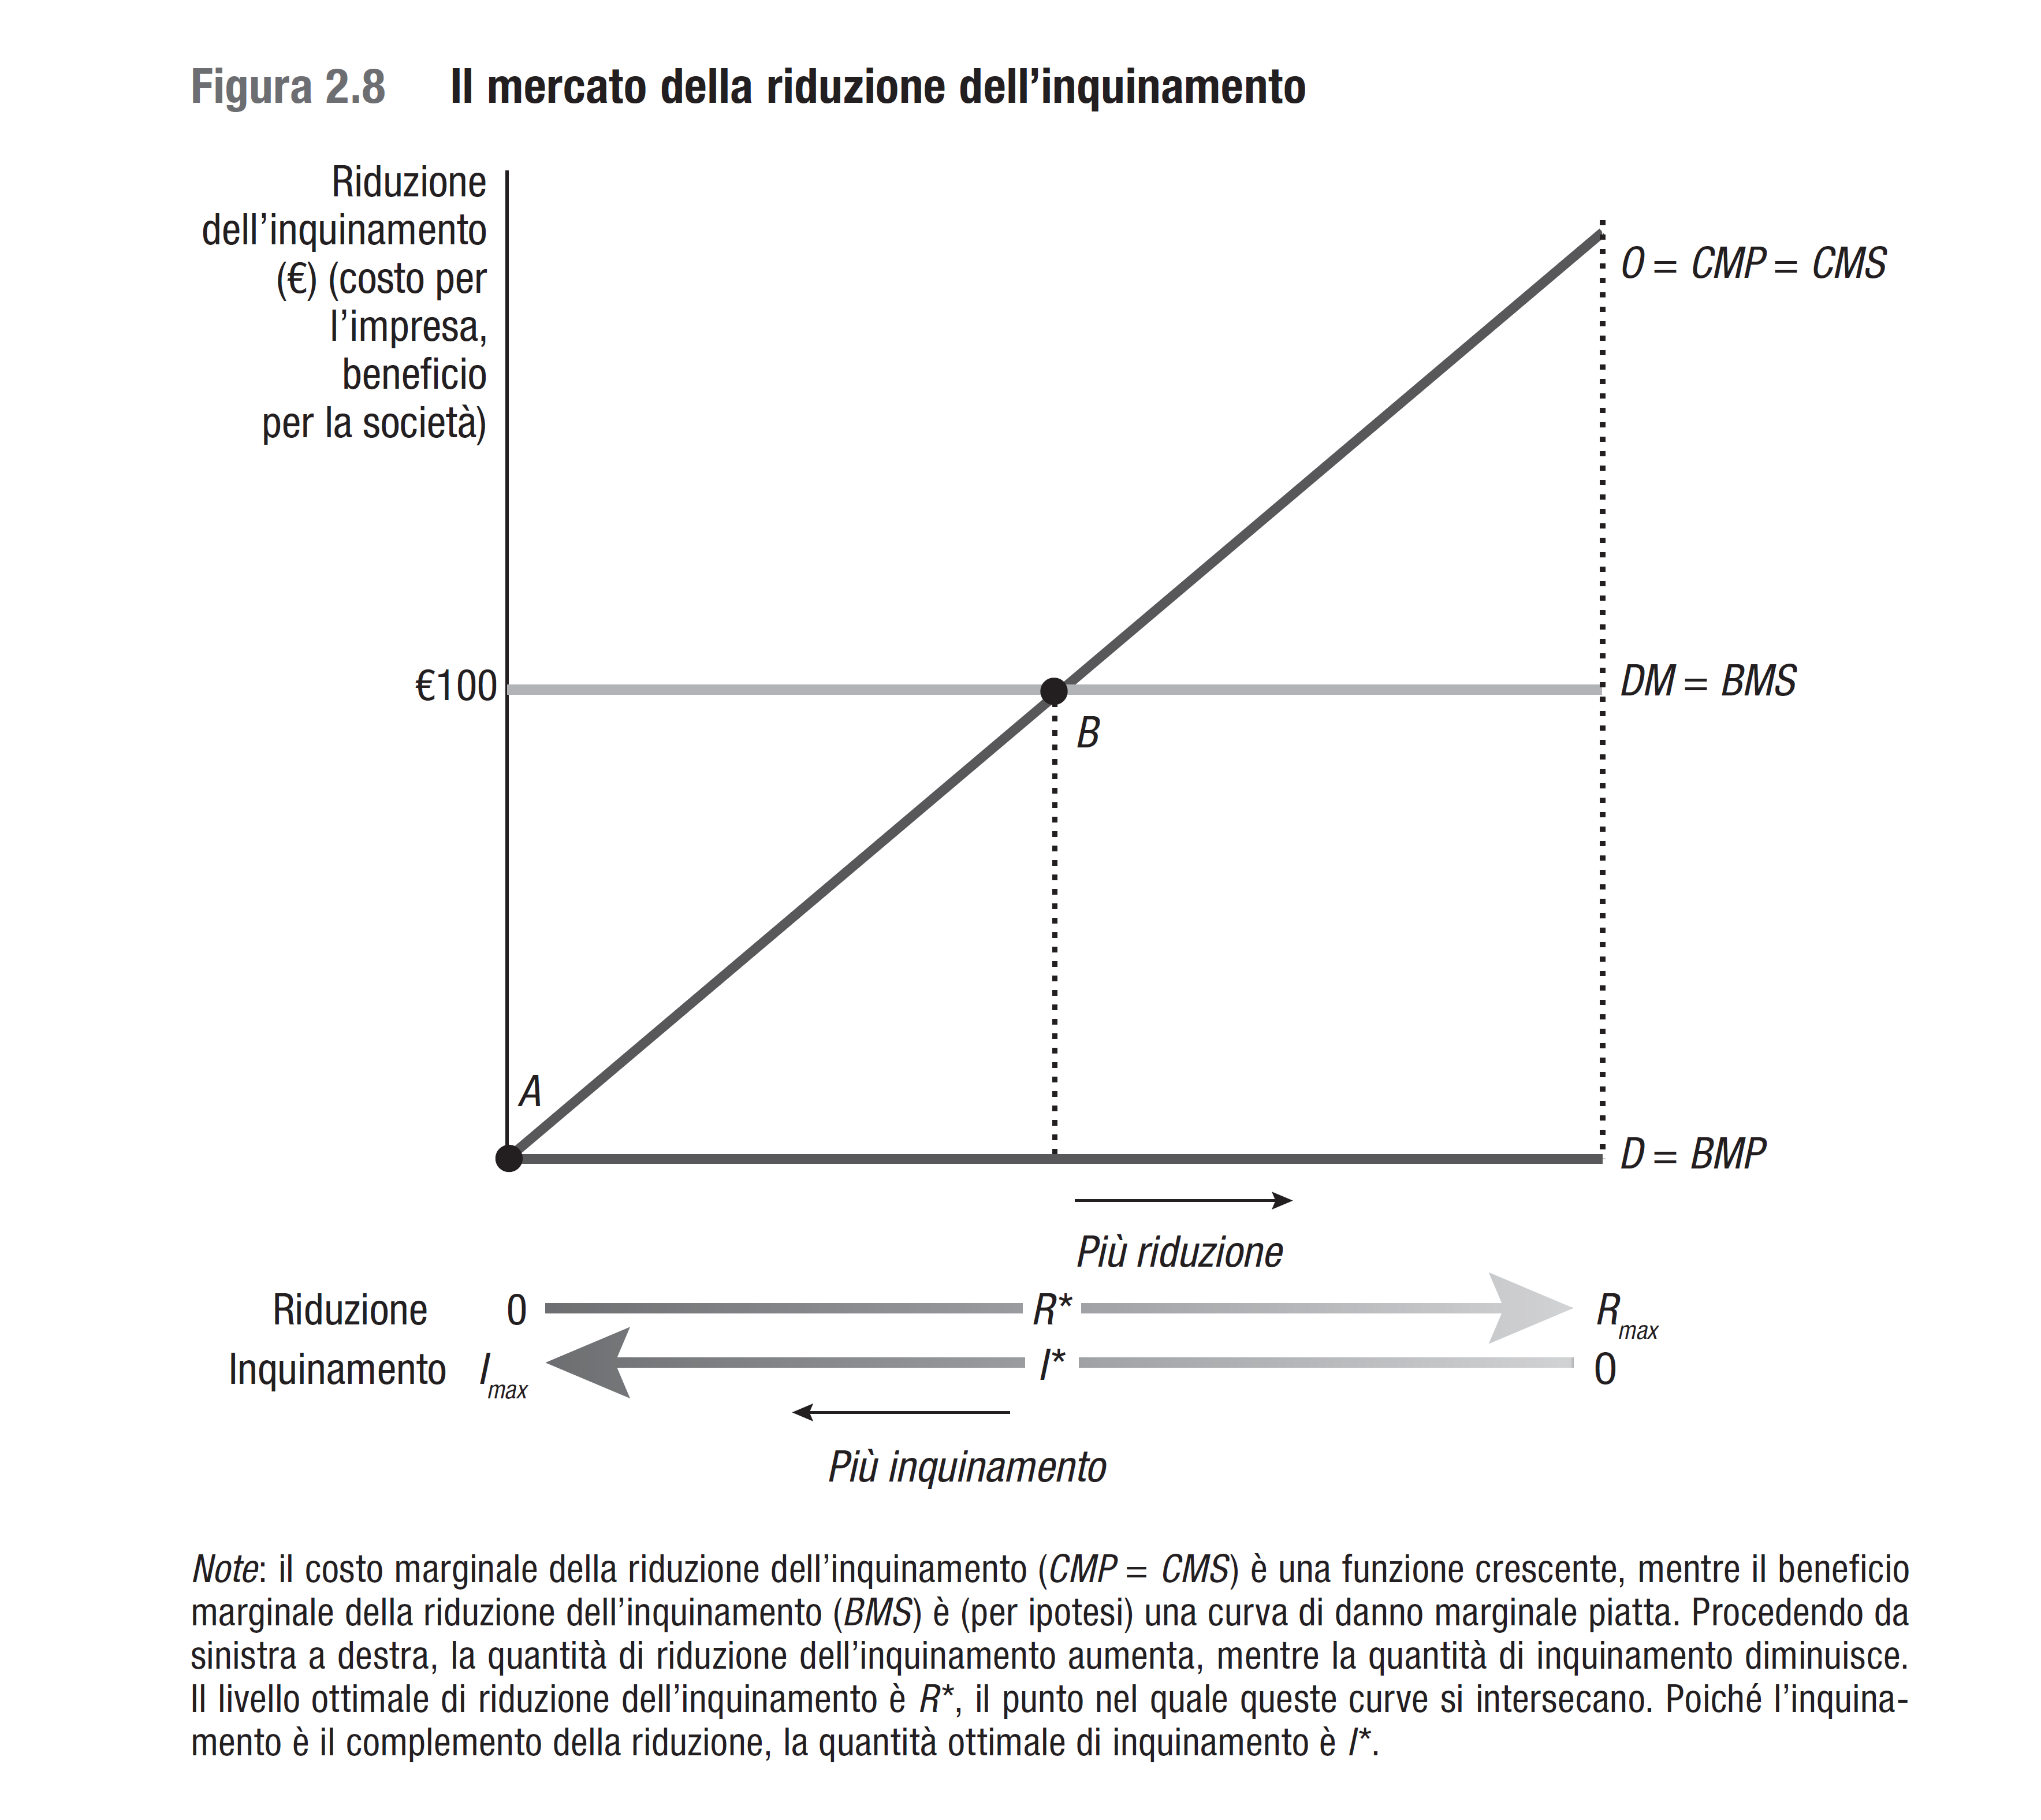 Figura 2.8 Il mercato della riduzione dell’inquinamento
Riduzione
dell’inquinamento
(€) (costo per
l’impresa,
beneficio
per la società)
O = CMP = CMS
€100
DM = BMS
B
A
D = BMP
Più riduzione
Riduzione 0 R* Rmax
Inquinamento Imax I* 0
Più inquinamento
Note: il costo marginale della riduzione dell’inquinamento (CMP = CMS) è una funzione crescente, mentre il beneficio
marginale della riduzione dell’inquinamento (BMS) è (per ipotesi) una curva di danno marginale piatta. Procedendo da
sinistra a destra, la quantità di riduzione dell’inquinamento aumenta, mentre la quantità di inquinamento diminuisce.
Il livello ottimale di riduzione dell’inquinamento è R*, il punto nel quale queste curve si intersecano. Poiché l’inquina-
mento è il complemento della riduzione, la quantità ottimale di inquinamento è I*.